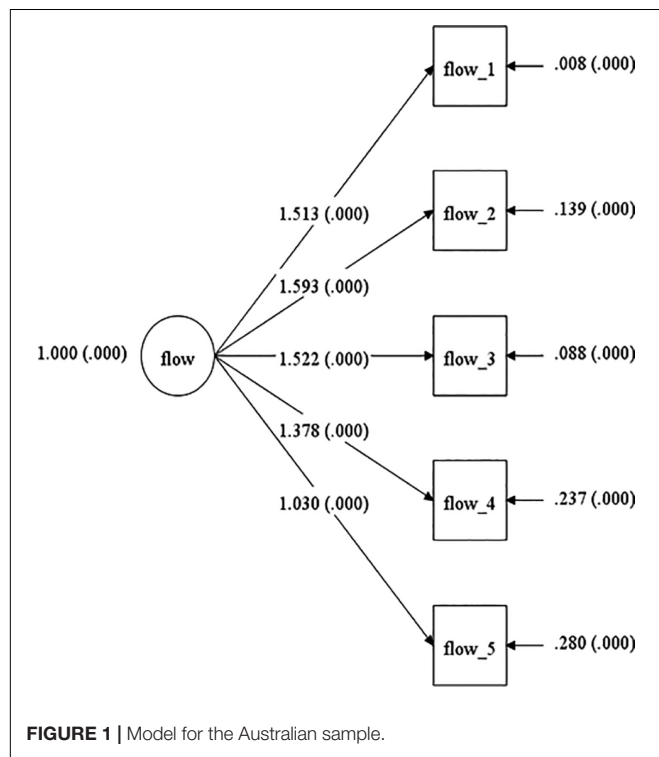 flow_1
.008 (.000)
1.513 (.000)
flow_2
.139 (.000)
1.593 (.000)
1.000 (.000)
flow
1.522 (.000)
flow_3
.088 (.000)
1.378 (.000)
flow_4
.237 (.000)
1.030 (.000)
flow_5
.280 (.000)
FIGURE 1 | Model for the Australian sample.